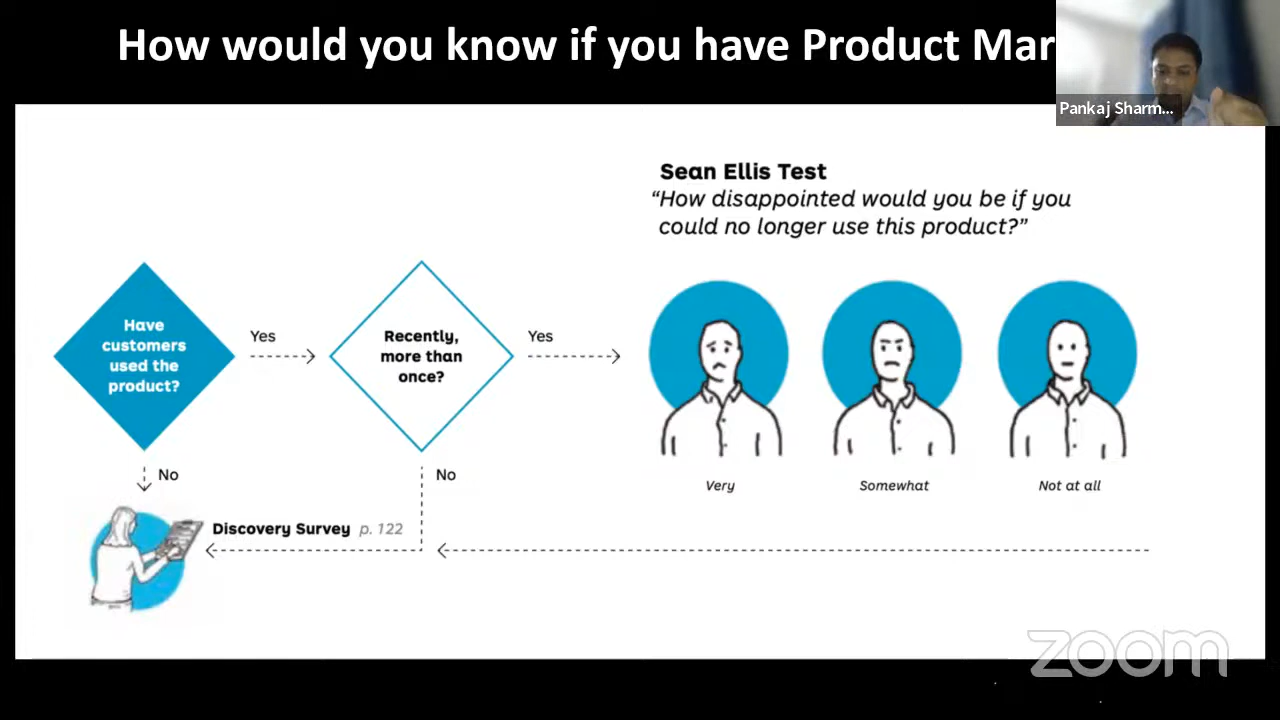 How would you know if you have Product Mar
Pankaj Sharm...
Sean Ellis Test
“How disappointed would you be if you
could no longer use this product?”
Have
customers
used the
product?
Yes
Recently,
more than
once?
Yes
Very
Somewhat
Not at all
No
No
Discovery Survey p. 122
zoom